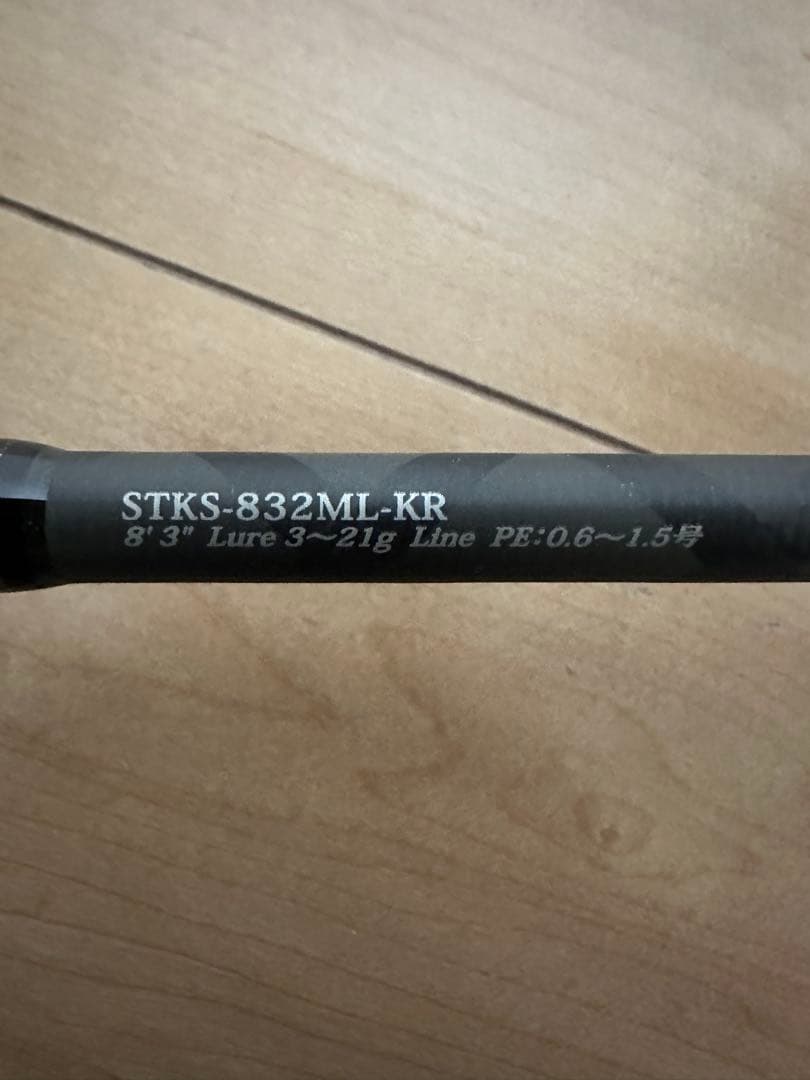 STKS-832ML-KR
8' 3" Lure 3～21g Line PE:0.6～1.5号